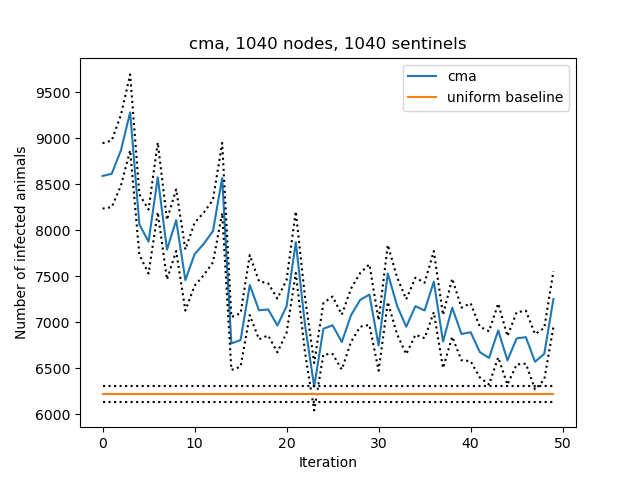 cma, 1040 nodes, 1040 sentinels
cma
uniform baseline
9500
9000
8500
8000
7500
7000
6500
6000
Number of infected animals
0
10
20
30
40
50
Iteration